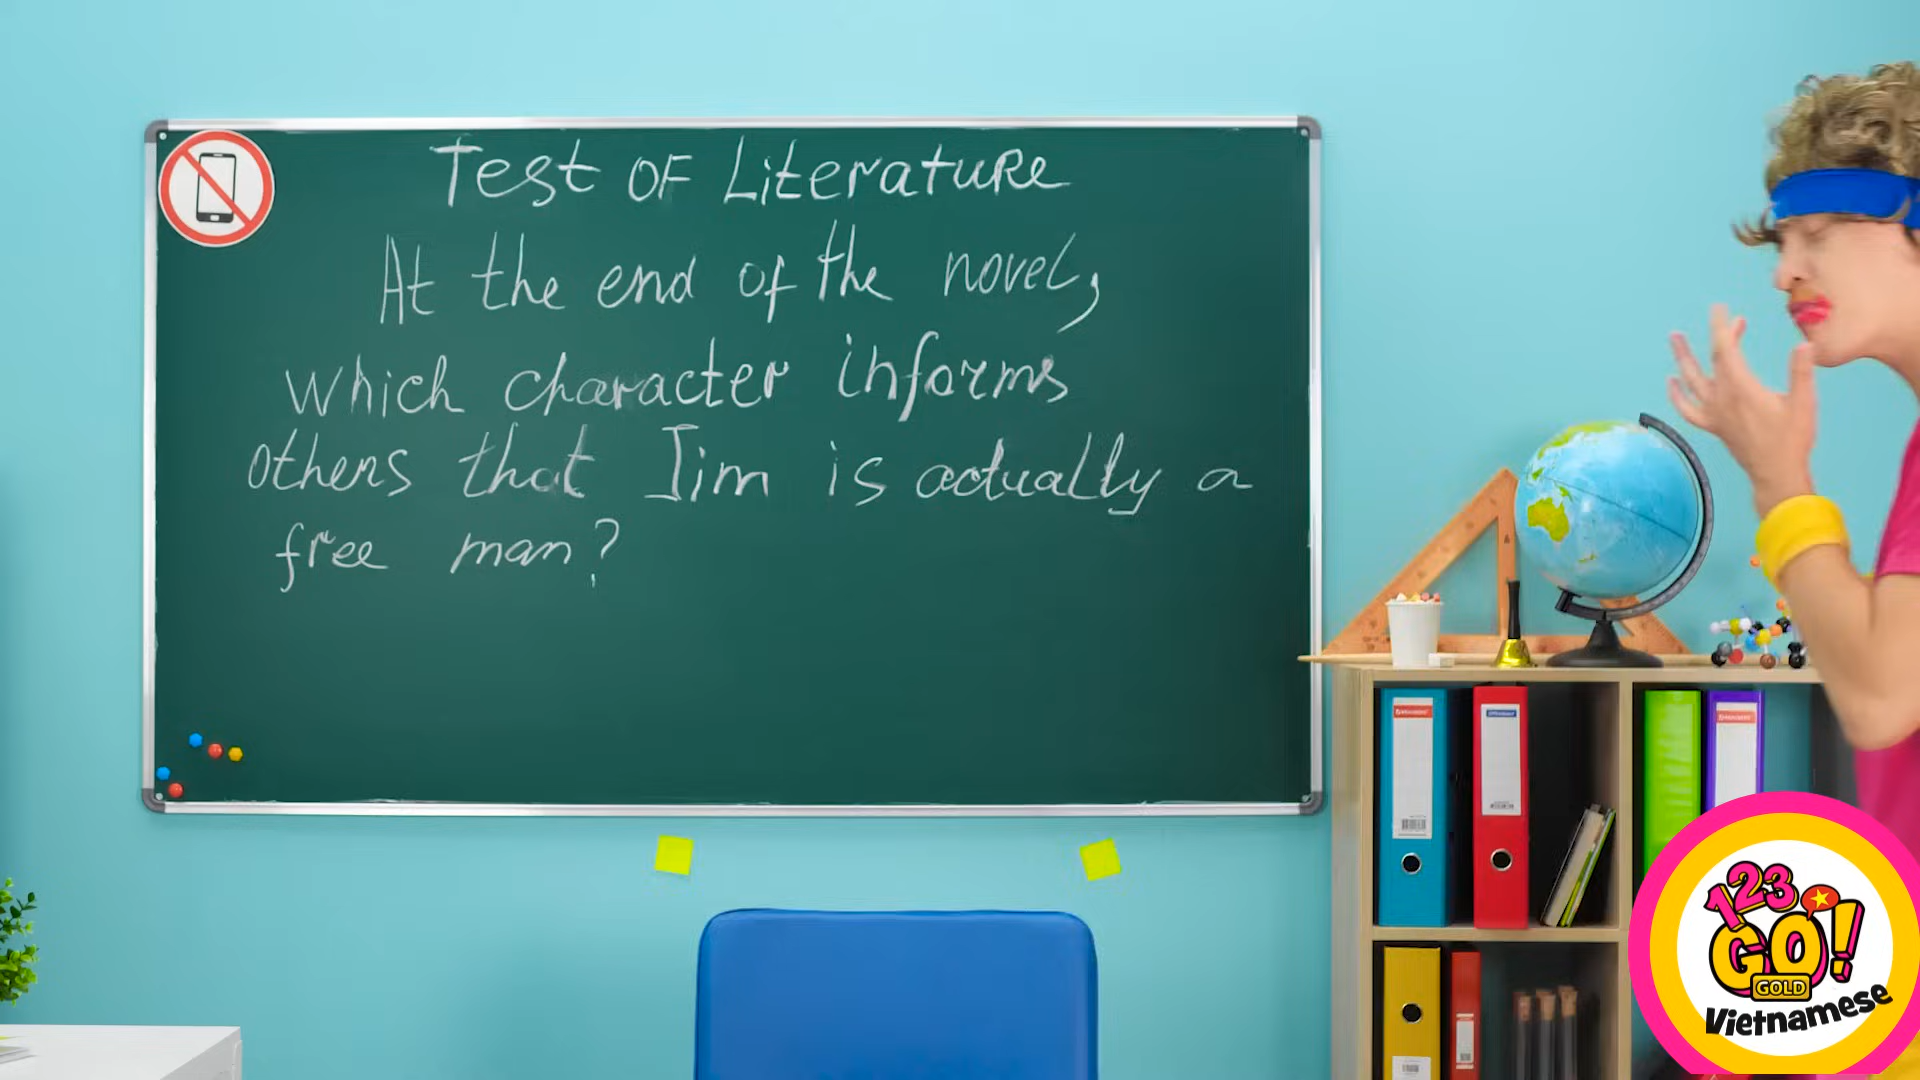 Test OF Literature
At the end of the novel,
which character informs
others that Jim is actually a
free man?
123
GO!
GOLD
Vietnamese